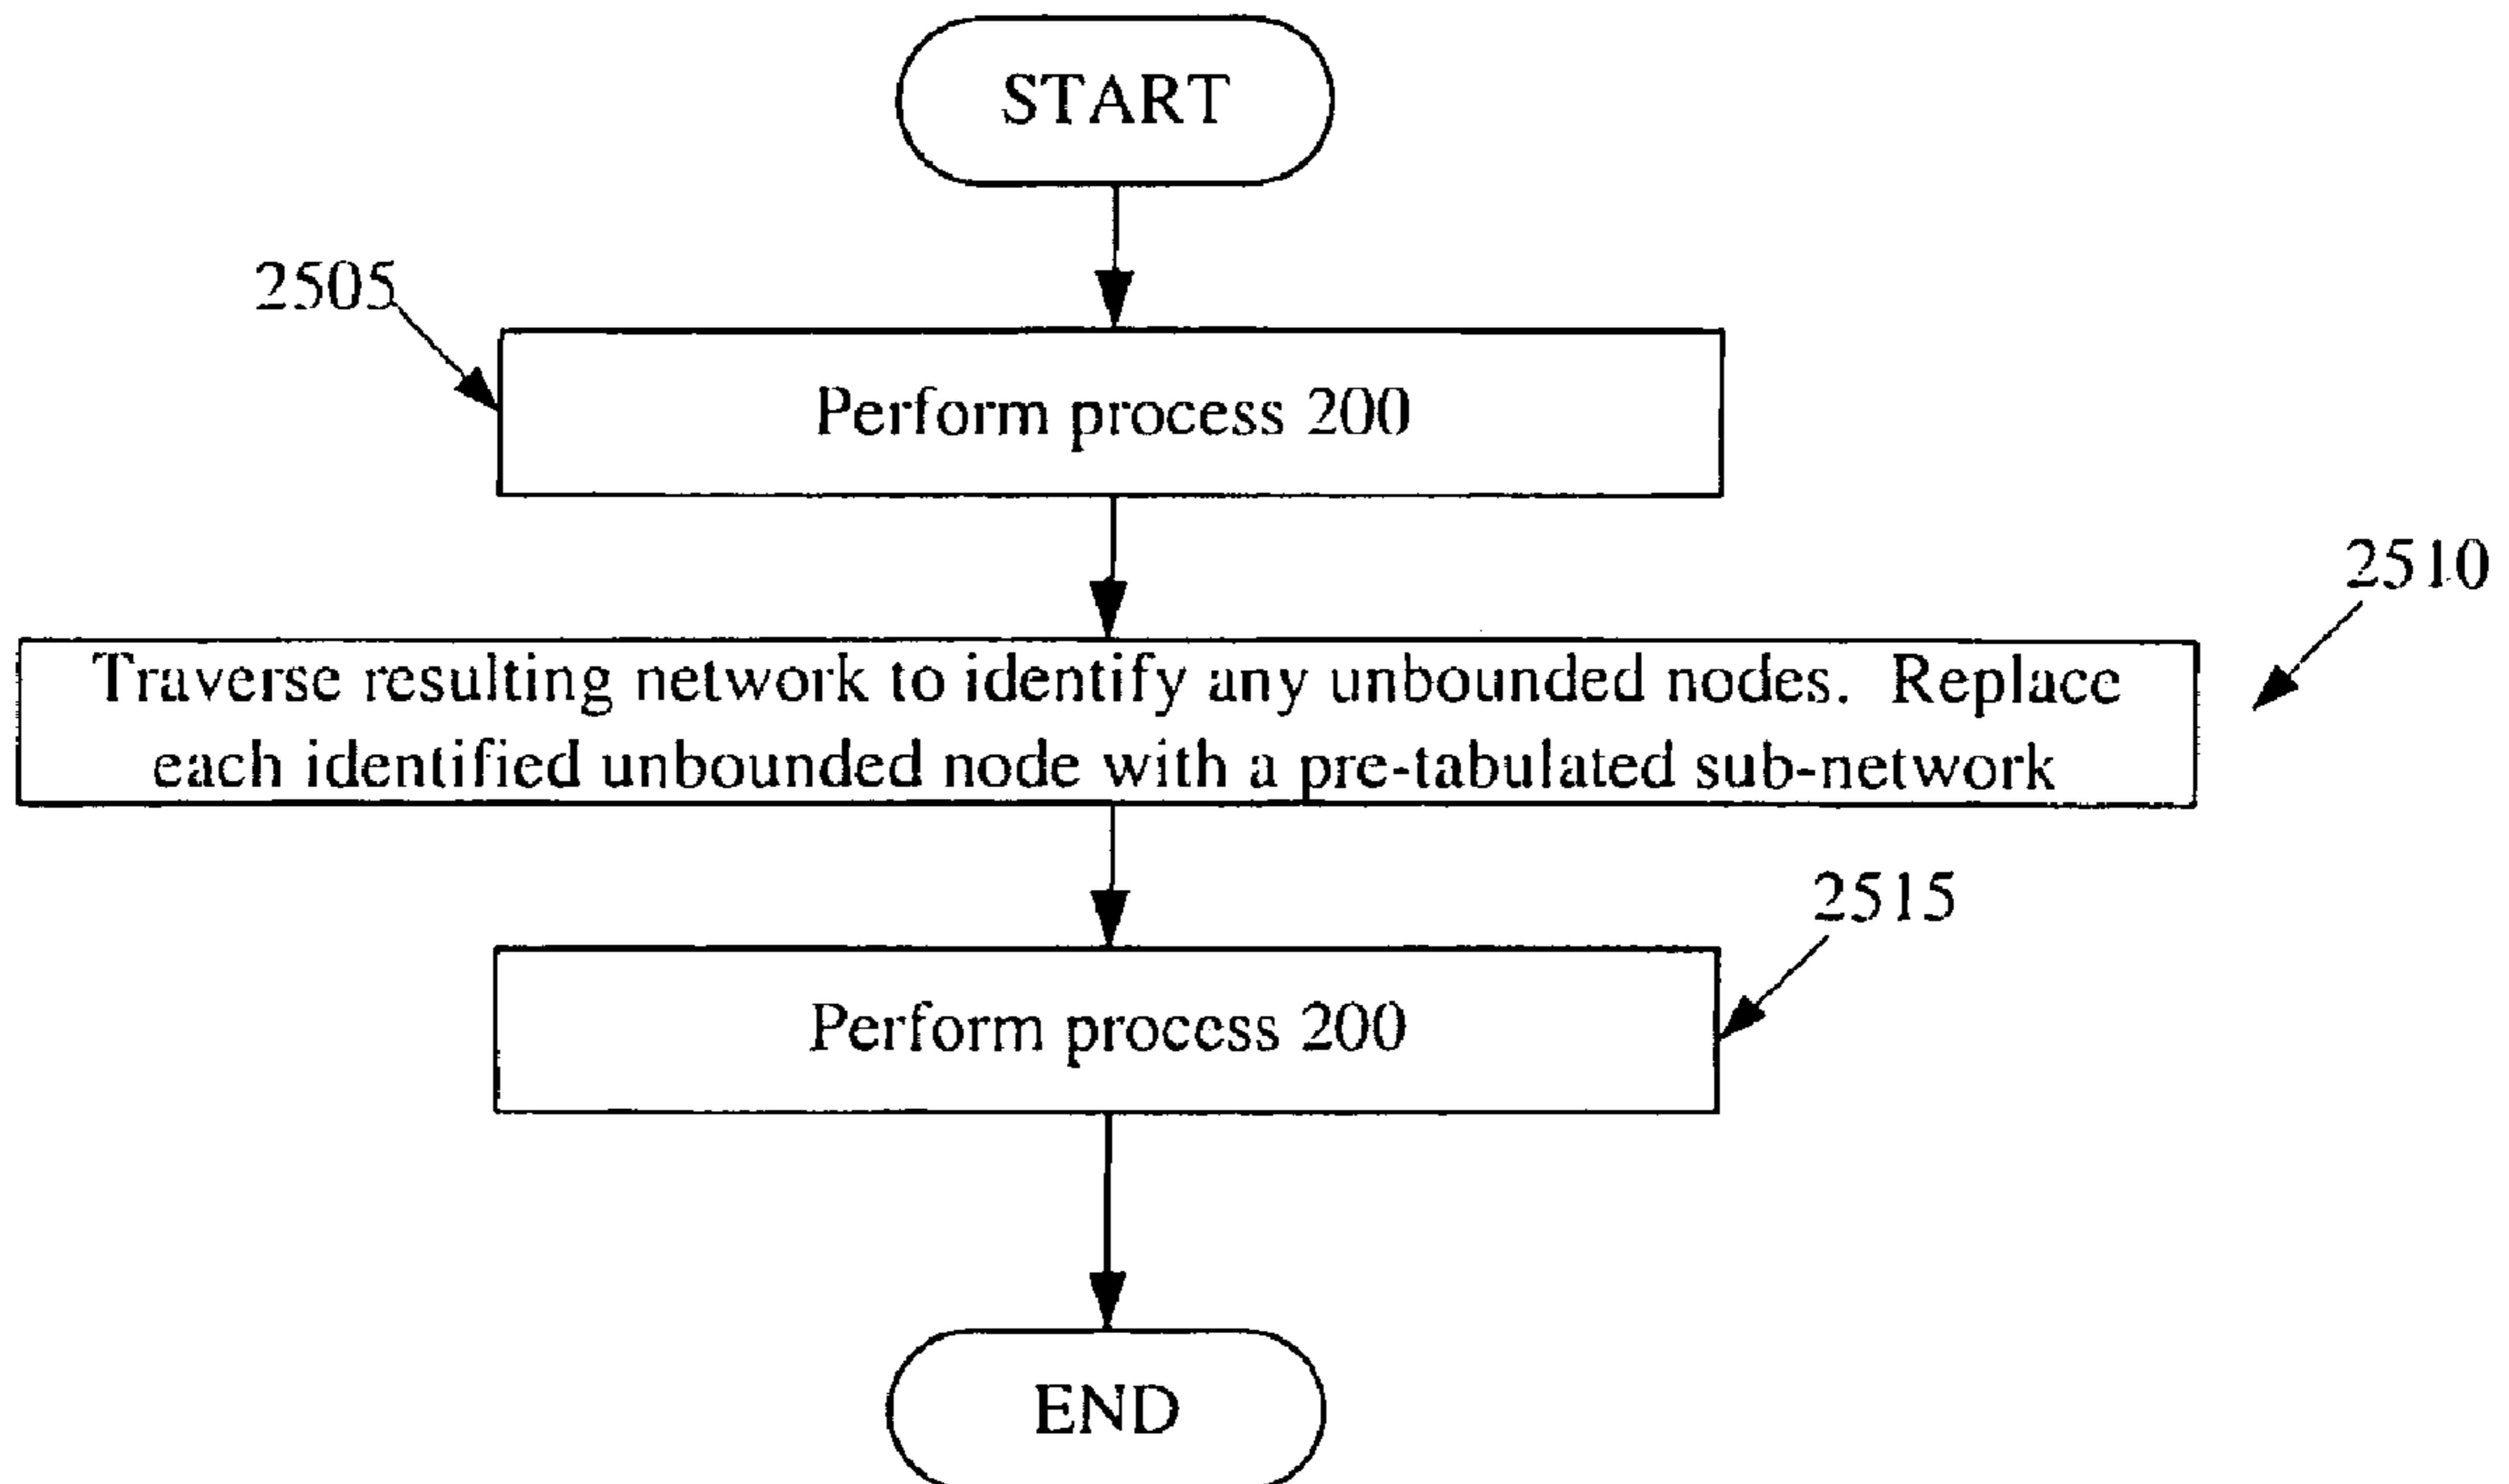 START
2505
Perform process 200
2510
Traverse resulting network to identify any unbounded nodes. Replace
each identified unbounded node with a pre-tabulated sub-network
2515
Perform process 200
END